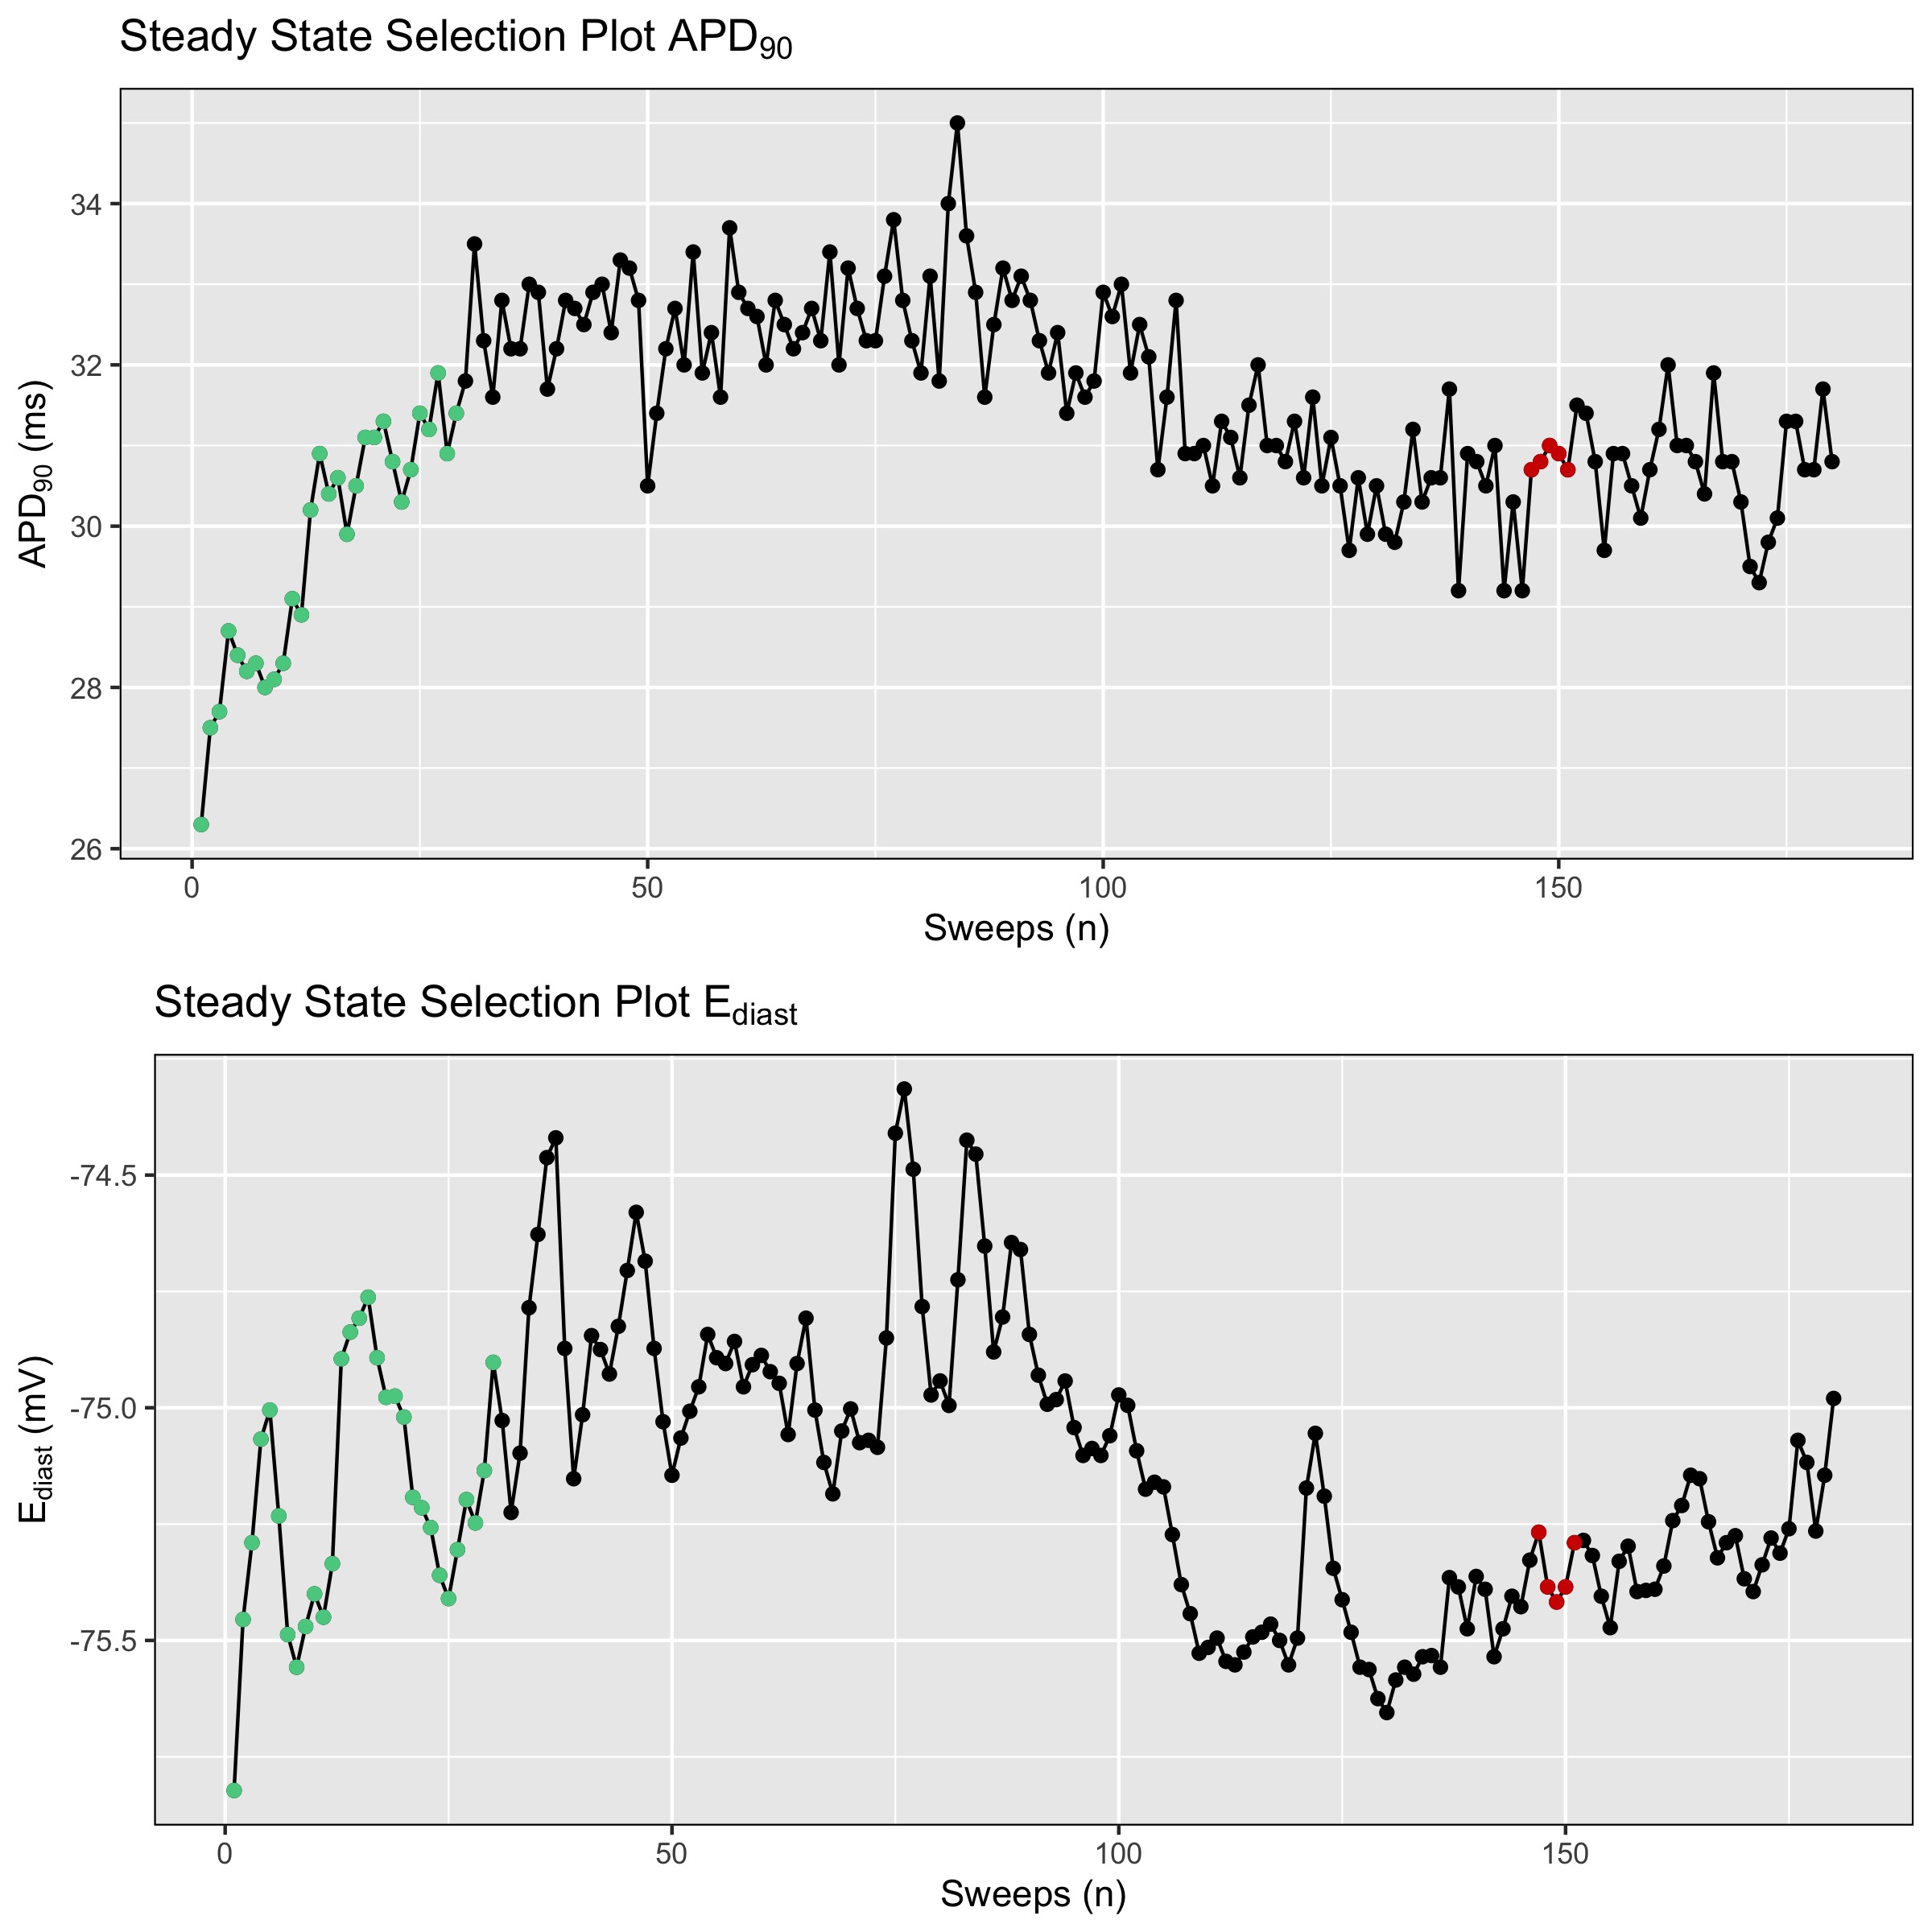 Steady State Selection Plot APD90
34
32
30
28
26
APD90 (ms)
0 50 100 150
Sweeps (n)
Steady State Selection Plot Ediast
-74.5
-75.0
-75.5
Ediast (mV)
0 50 100 150
Sweeps (n)